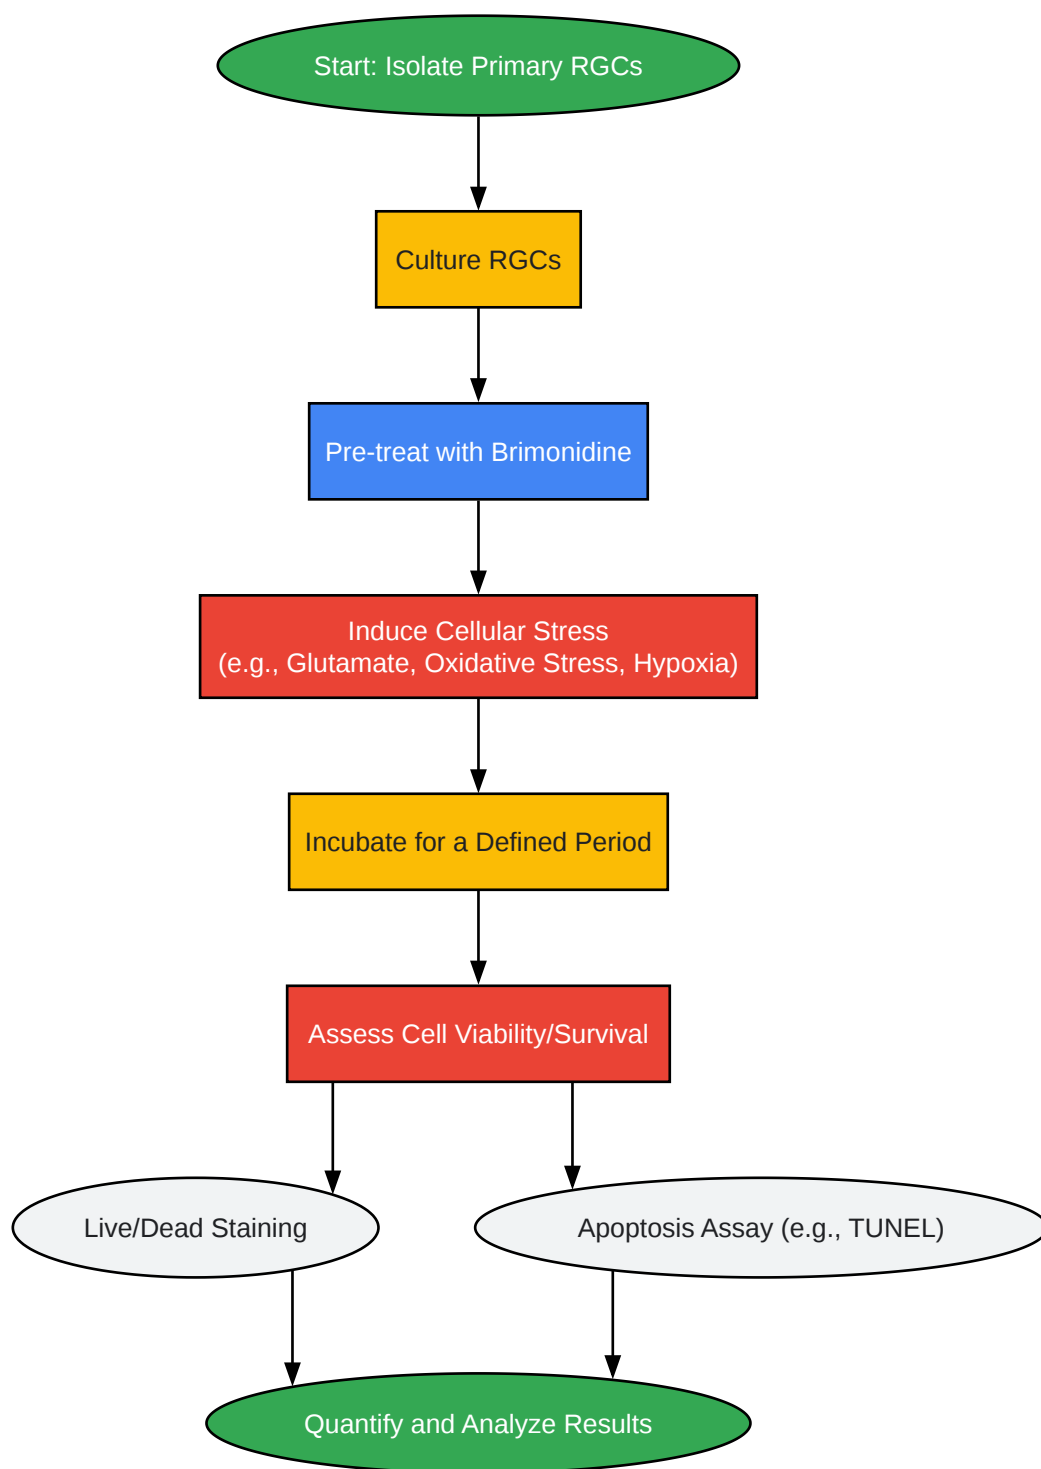 Start: Isolate Primary RGCs
Culture RGCs
Pre-treat with Brimonidine
Induce Cellular Stress
(e.g., Glutamate, Oxidative Stress, Hypoxia)
Incubate for a Defined Period
Assess Cell Viability/Survival
Live/Dead Staining
Apoptosis Assay (e.g., TUNEL)
Quantify and Analyze Results